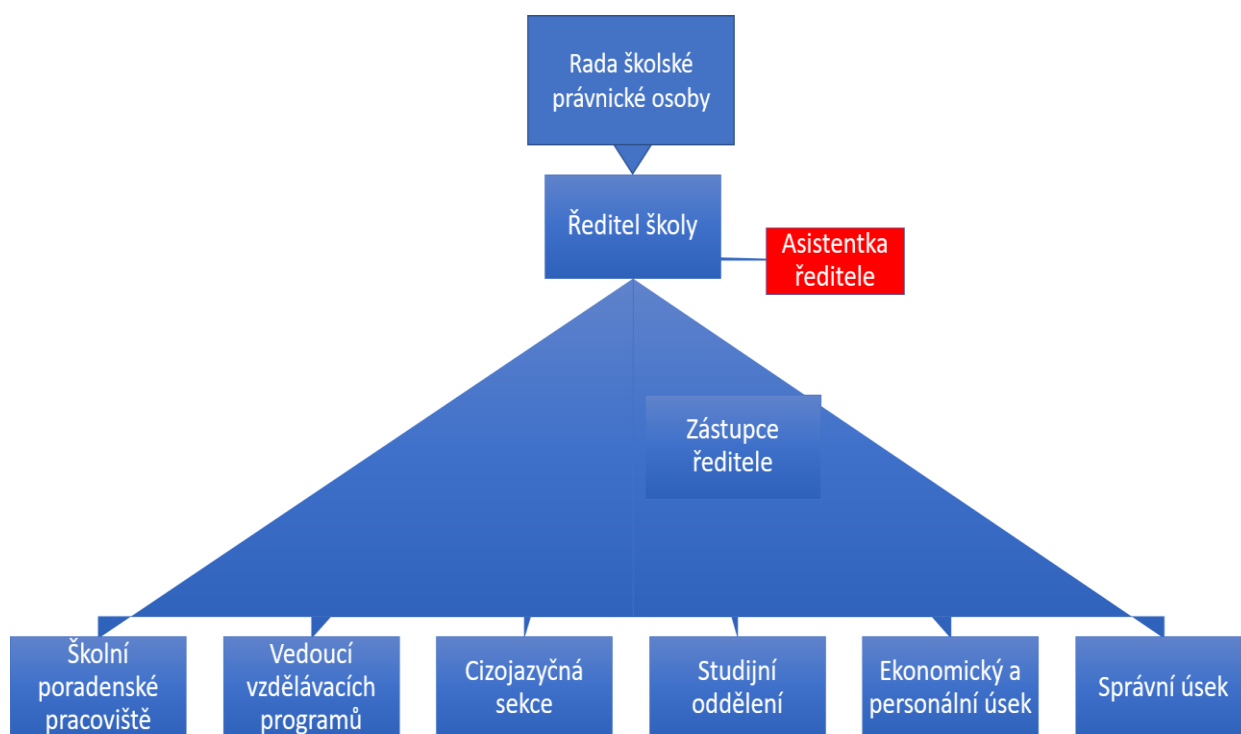 Rada školské
právnické osoby
Ředitel školy
Asistentka
ředitele
Zástupce
ředitele
Školní
poradenské
pracoviště
Vedoucí
vzdělávacích
programů
Cizojazyčná
sekce
Studijní
oddělení
Ekonomický a
personální úsek
Správní úsek